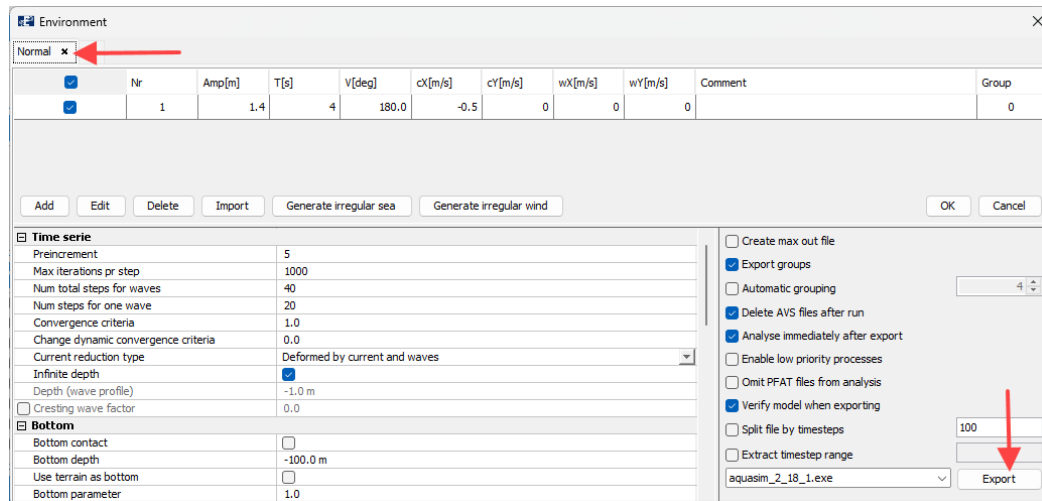 Environment
Normal
Nr Amp[m] T[s] V[deg] cX[m/s] cY[m/s] wX[m/s] wY[m/s] Comment Group
1 1.4 4 180.0 -0.5 0 0 0 0
Add Edit Delete Import Generate irregular sea Generate irregular wind OK Cancel
Time serie
Preincrement 5
Max iterations pr step 1000
Num total steps for waves 40
Num steps for one wave 20
Convergence criteria 1.0
Change dynamic convergence criteria 0.0
Current reduction type Deformed by current and waves
Infinite depth
Depth (wave profile) -1.0 m
Cresting wave factor 0.0
Bottom
Bottom contact
Bottom depth -100.0 m
Use terrain as bottom
Bottom parameter 1.0
Create max out file
Export groups
Automatic grouping 4
Delete AVS files after run
Analyse immediately after export
Enable low priority processes
Omit PFAT files from analysis
Verify model when exporting
Split file by timesteps 100
Extract timestep range
aquasim_2_18_1.exe Export